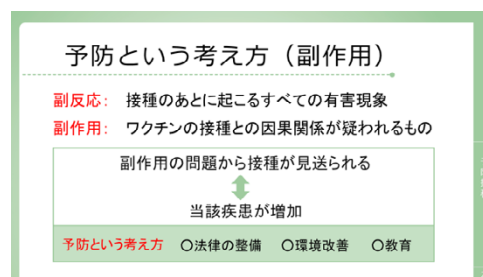 予防という考え方（副作用）
副反応： 接種のあとに起こるすべての有害現象
副作用： ワクチンの接種との因果関係が疑われるもの
副作用の問題から接種が見送られる
当該疾患が増加
予防という考え方 〇法律の整備 〇環境改善 〇教育